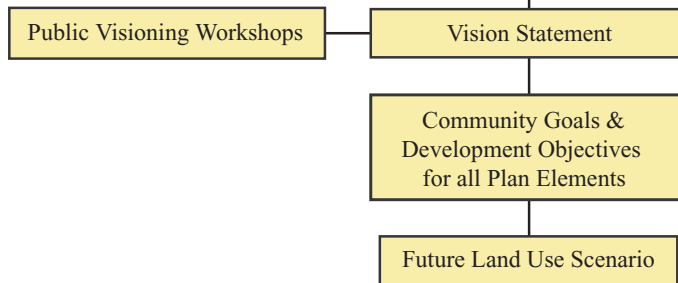 Public Visioning Workshops
Vision Statement
Community Goals &
Development Objectives
for all Plan Elements
Future Land Use Scenario